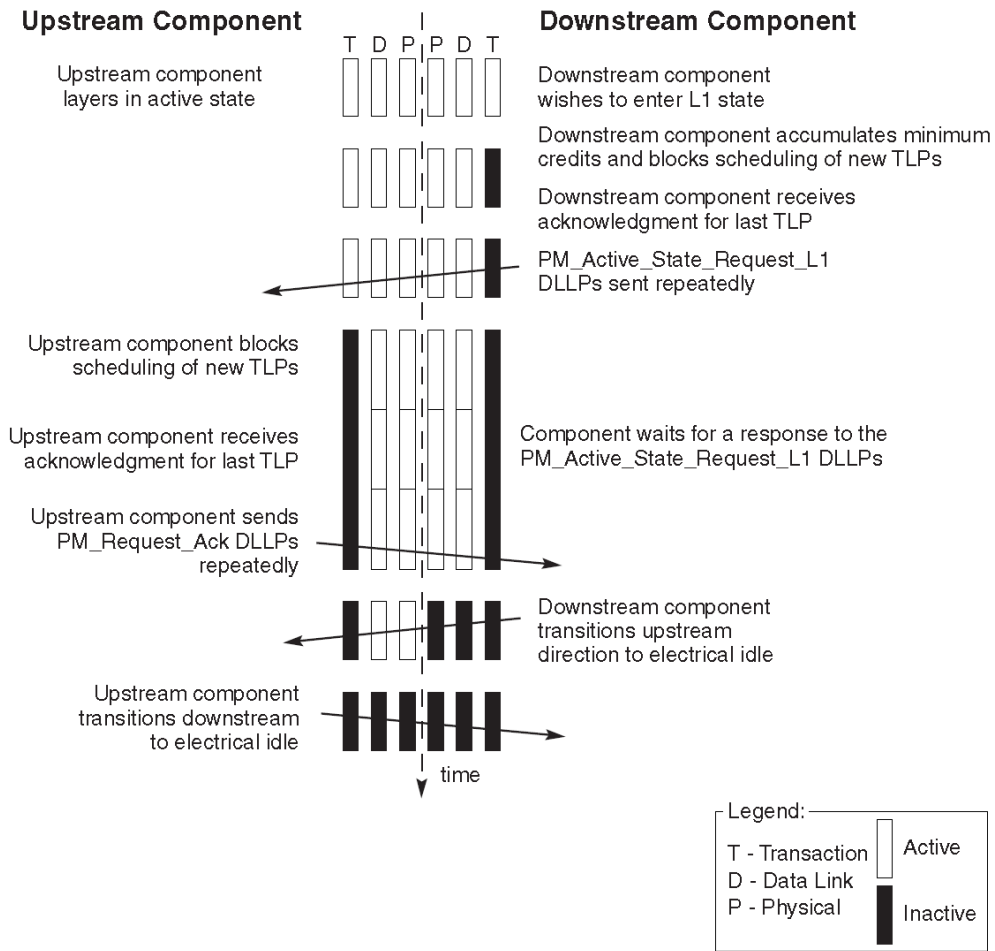 Upstream Component
Downstream Component
T D P P D T
Upstream component
layers in active state
Downstream component
wishes to enter L1 state
Downstream component accumulates minimum
credits and blocks scheduling of new TLPs
Downstream component receives
acknowledgment for last TLP
PM_Active_State_Request_L1
DLLPs sent repeatedly
Upstream component blocks
scheduling of new TLPs
Upstream component receives
acknowledgment for last TLP
Component waits for a response to the
PM_Active_State_Request_L1 DLLPs
Upstream component sends
PM_Request_Ack DLLPs
repeatedly
Downstream component
transitions upstream
direction to electrical idle
Upstream component
transitions downstream
to electrical idle
time
Legend:
T - Transaction
D - Data Link
P - Physical
Active
Inactive